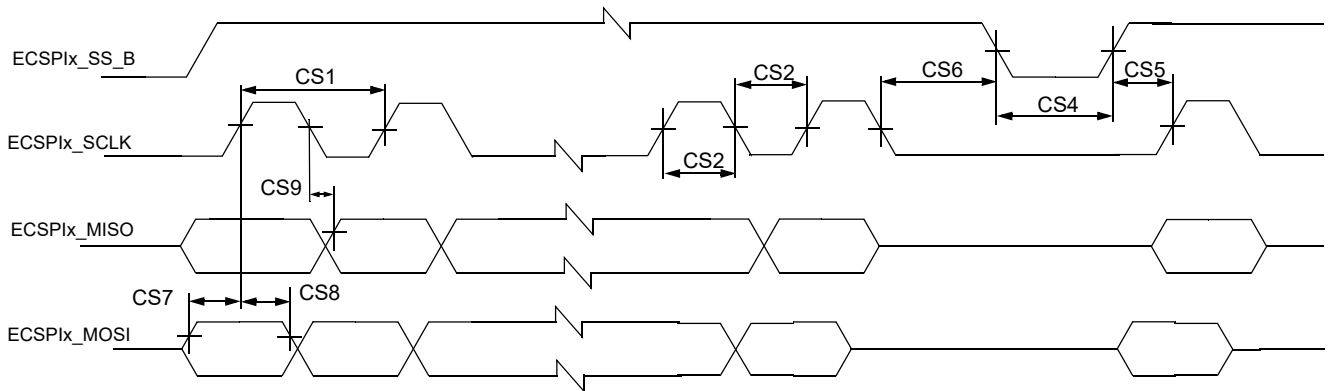 ECSPIx_SS_B
CS1
CS2
CS6
CS5
CS4
ECSPIx_SCLK
CS2
CS9
ECSPIx_MISO
CS7
CS8
ECSPIx_MOSI